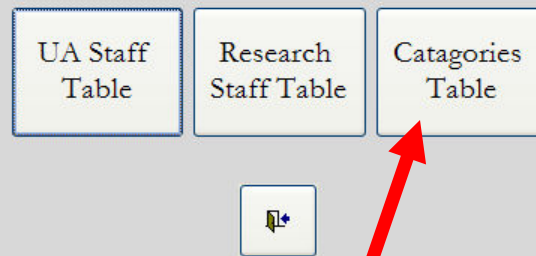 UA Staff
Table
Research
Staff Table
Catagories
Table